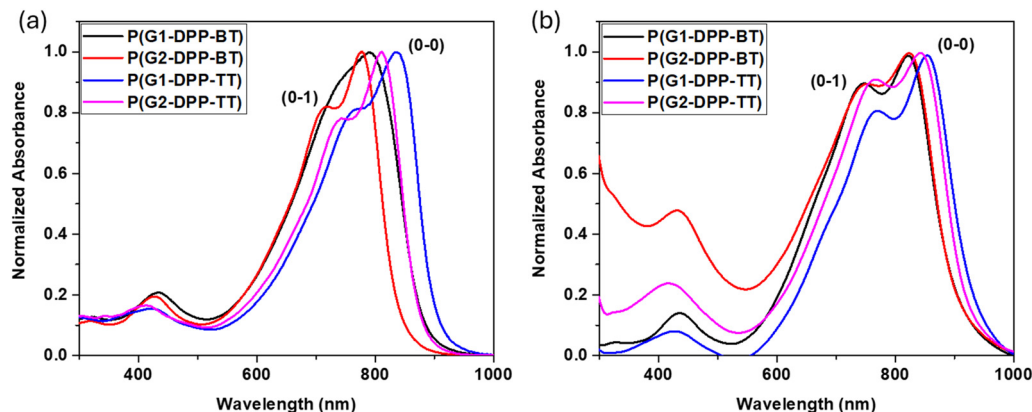 (a)
P(G1-DPP-BT)
P(G2-DPP-BT)
P(G1-DPP-TT)
P(G2-DPP-TT)
(0-0)
(0-1)
1.0
0.8
0.6
0.4
0.2
0.0
Normalized Absorbance
400
600
800
1000
Wavelength (nm)
(b)
P(G1-DPP-BT)
P(G2-DPP-BT)
P(G1-DPP-TT)
P(G2-DPP-TT)
(0-0)
(0-1)
1.0
0.8
0.6
0.4
0.2
0.0
Normalized Absorbance
400
600
800
1000
Wavelength (nm)